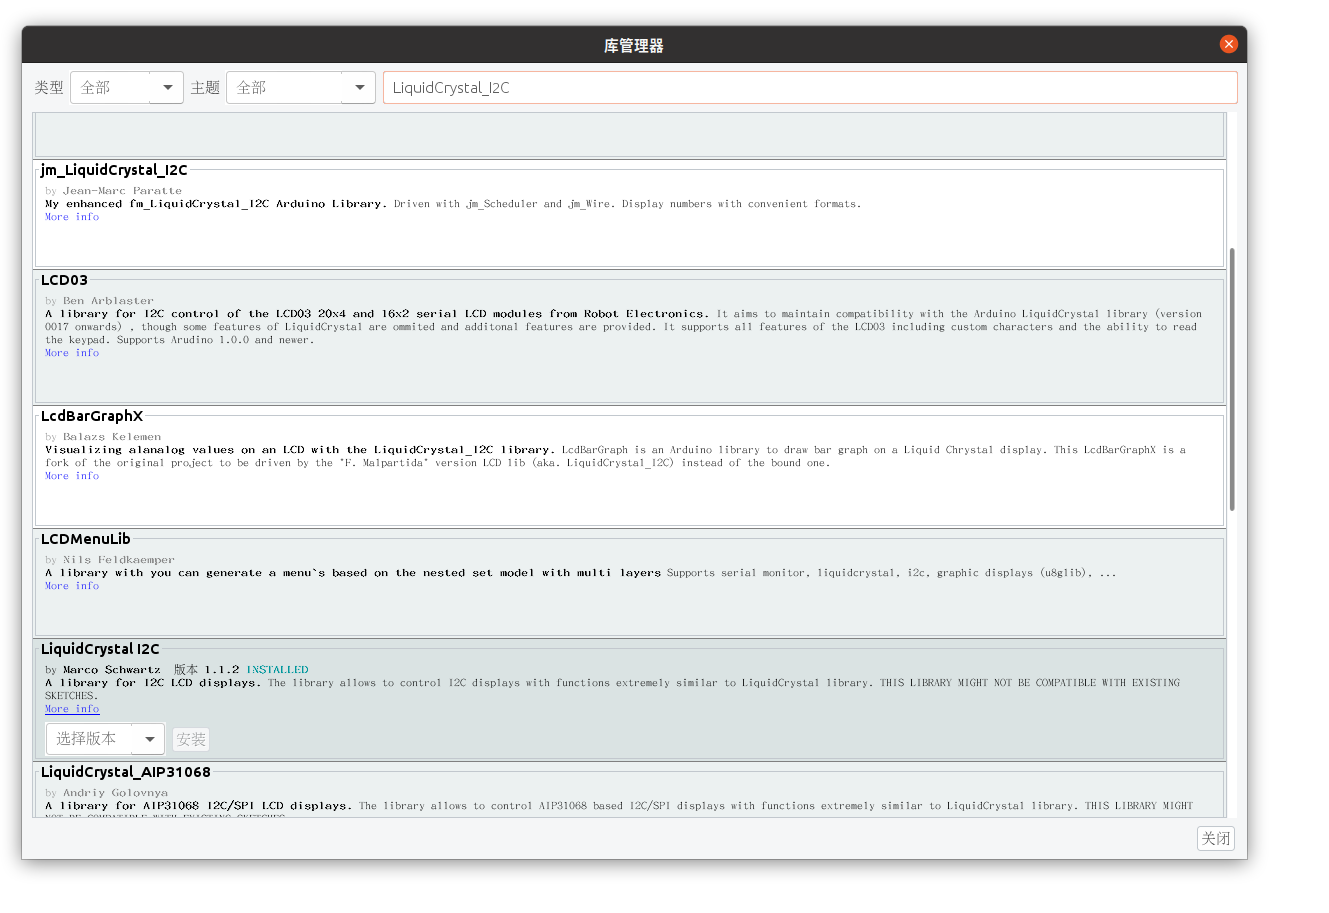 库管理器
类型 全部 主题 全部 LiquidCrystal_I2C
jm_LiquidCrystal_I2C
by Jean-Marc Paratte
My enhanced fm_LiquidCrystal_I2C Arduino Library. Driven with jm_Scheduler and jm_Wire. Display numbers with convenient formats.
More info
LCD03
by Ben Arblaster
A library for I2C control of the LCD03 20x4 and 16x2 serial LCD modules from Robot Electronics. It aims to maintain compatibility with the Arduino LiquidCrystal library (version
0017 onwards) , though some features of LiquidCrystal are ommited and additonal features are provided. It supports all features of the LCD03 including custom characters and the ability to read
the keypad. Supports Arudino 1.0.0 and newer.
More info
LcdBarGraphX
by Balazs Kelemen
Visualizing alanalog values on an LCD with the LiquidCrystal_I2C library. LcdBarGraph is an Arduino library to draw bar graph on a Liquid Chrystal display. This LcdBarGraphX is a
fork of the original project to be driven by the "F. Malpartida" version LCD lib (aka. LiquidCrystal_I2C) instead of the bound one.
More info
LCDMenuLib
by Nils Feldkaemper
A library with you can generate a menu`s based on the nested set model with multi layers Supports serial monitor, liquidcrystal, i2c, graphic displays (u8glib), ...
More info
LiquidCrystal I2C
by Marco Schwartz 版本 1.1.2 INSTALLED
A library for I2C LCD displays. The library allows to control I2C displays with functions extremely similar to LiquidCrystal library. THIS LIBRARY MIGHT NOT BE COMPATIBLE WITH EXISTING
SKETCHES.
More info
选择版本 安装
LiquidCrystal_AIP31068
by Andriy Golovnya
A library for AIP31068 I2C/SPI LCD displays. The library allows to control AIP31068 based I2C/SPI displays with functions extremely similar to LiquidCrystal library. THIS LIBRARY MIGHT
NOT BE COMPATIBLE WITH EXISTING SKETCHES.
关闭